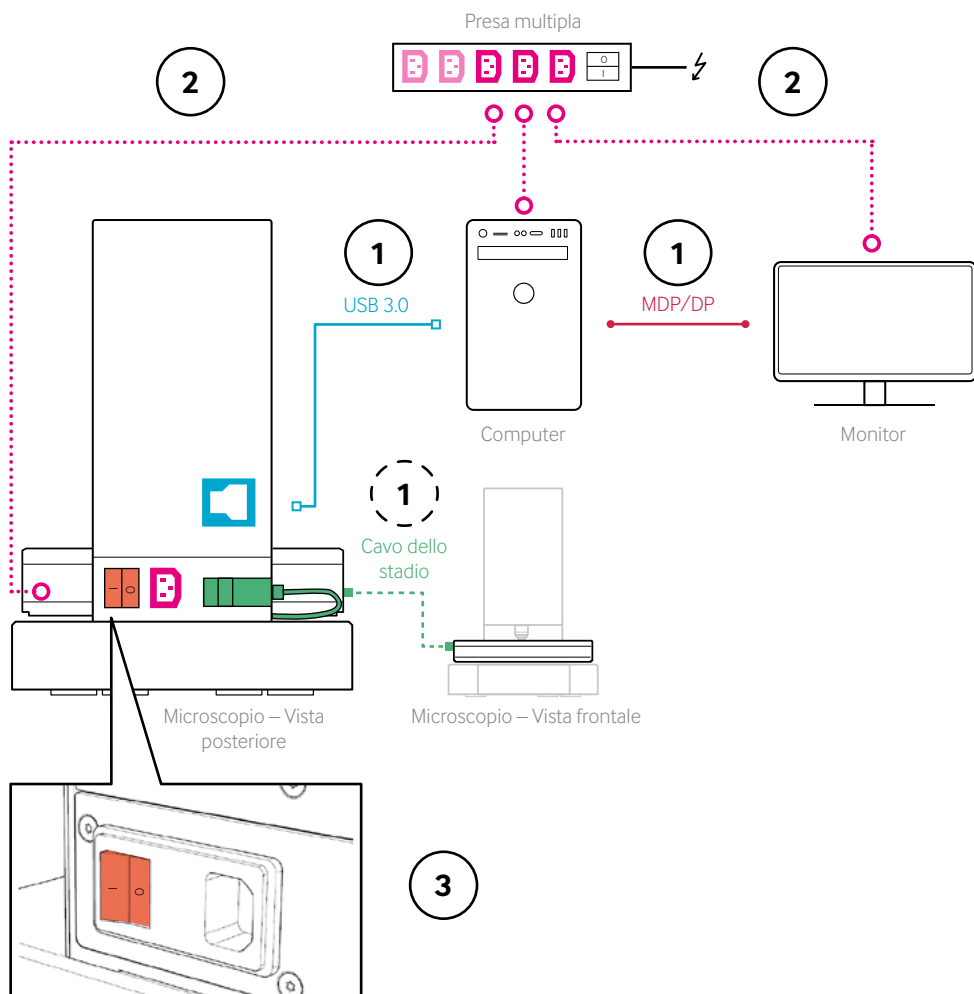 Presa multipla
O
I
2
2
1
1
USB 3.0
MDP/DP
Computer
Monitor
1
Cavo dello
stadio
I O
Microscopio – Vista
posteriore
Microscopio – Vista frontale
I O
3